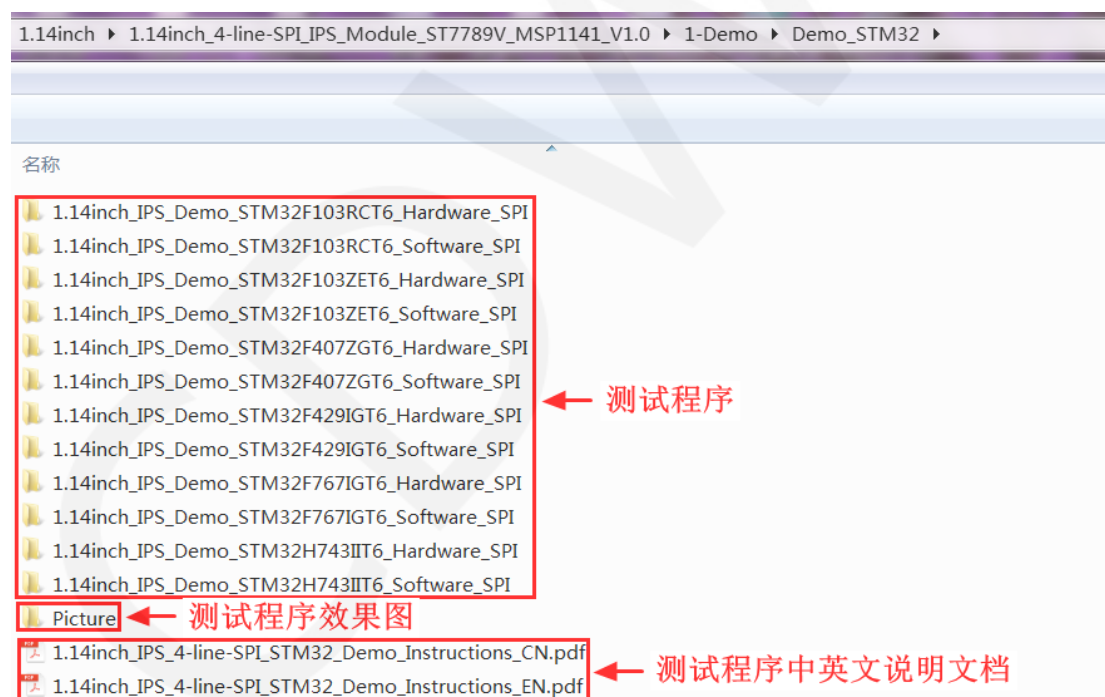 1.14inch ▸ 1.14inch_4-line-SPI_IPS_Module_ST7789V_MSP1141_V1.0 ▸ 1-Demo ▸ Demo_STM32 ▸
名称
1.14inch_IPS_Demo_STM32F103RCT6_Hardware_SPI
1.14inch_IPS_Demo_STM32F103RCT6_Software_SPI
1.14inch_IPS_Demo_STM32F103ZET6_Hardware_SPI
1.14inch_IPS_Demo_STM32F103ZET6_Software_SPI
1.14inch_IPS_Demo_STM32F407ZGT6_Hardware_SPI
1.14inch_IPS_Demo_STM32F407ZGT6_Software_SPI
1.14inch_IPS_Demo_STM32F429IGT6_Hardware_SPI
1.14inch_IPS_Demo_STM32F429IGT6_Software_SPI
1.14inch_IPS_Demo_STM32F767IGT6_Hardware_SPI
1.14inch_IPS_Demo_STM32F767IGT6_Software_SPI
1.14inch_IPS_Demo_STM32H743IIT6_Hardware_SPI
1.14inch_IPS_Demo_STM32H743IIT6_Software_SPI
测试程序
Picture
测试程序效果图
1.14inch_IPS_4-line-SPI_STM32_Demo_Instructions_CN.pdf
1.14inch_IPS_4-line-SPI_STM32_Demo_Instructions_EN.pdf
测试程序中英文说明文档